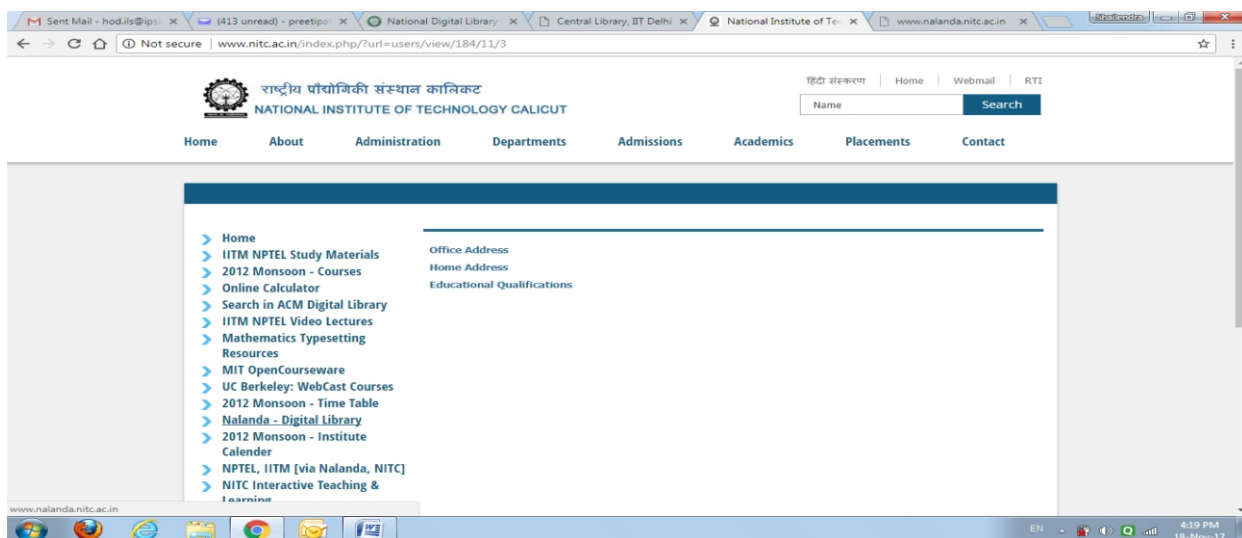 Sent Mail - hod.ils@ips
(413 unread) - preetipat
National Digital Library
Central Library, IIT Delhi
National Institute of Tec
www.nalanda.nitc.ac.in
Shailendra
Not secure www.nitc.ac.in/index.php/?url=users/view/184/11/3
राष्ट्रीय प्रौद्योगिकी संस्थान कालिकट
NATIONAL INSTITUTE OF TECHNOLOGY CALICUT
हिंदी संस्करण Home Webmail RTI
Name Search
Home About Administration Departments Admissions Academics Placements Contact
Home
IITM NPTEL Study Materials
2012 Monsoon - Courses
Online Calculator
Search in ACM Digital Library
IITM NPTEL Video Lectures
Mathematics Typesetting
Resources
MIT OpenCourseware
UC Berkeley: WebCast Courses
2012 Monsoon - Time Table
Nalanda - Digital Library
2012 Monsoon - Institute
Calender
NPTEL, IITM [via Nalanda, NITC]
NITC Interactive Teaching &
Learning
Office Address
Home Address
Educational Qualifications
www.nalanda.nitc.ac.in
EN
4:19 PM
18-Nov-17